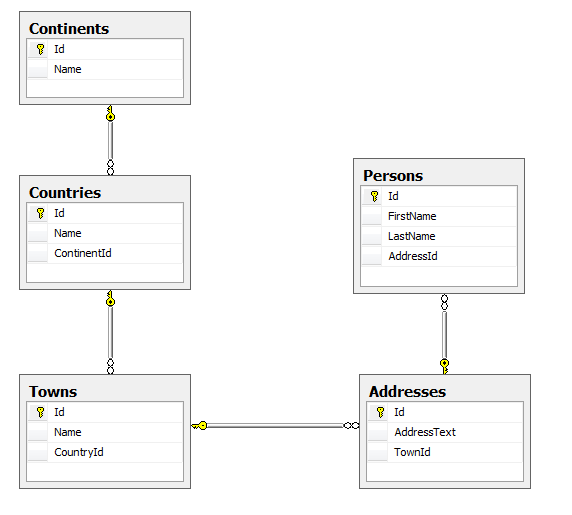 Continents
Id
Name
Countries
Id
Name
ContinentId
Persons
Id
FirstName
LastName
AddressId
Towns
Id
Name
CountryId
Addresses
Id
AddressText
TownId